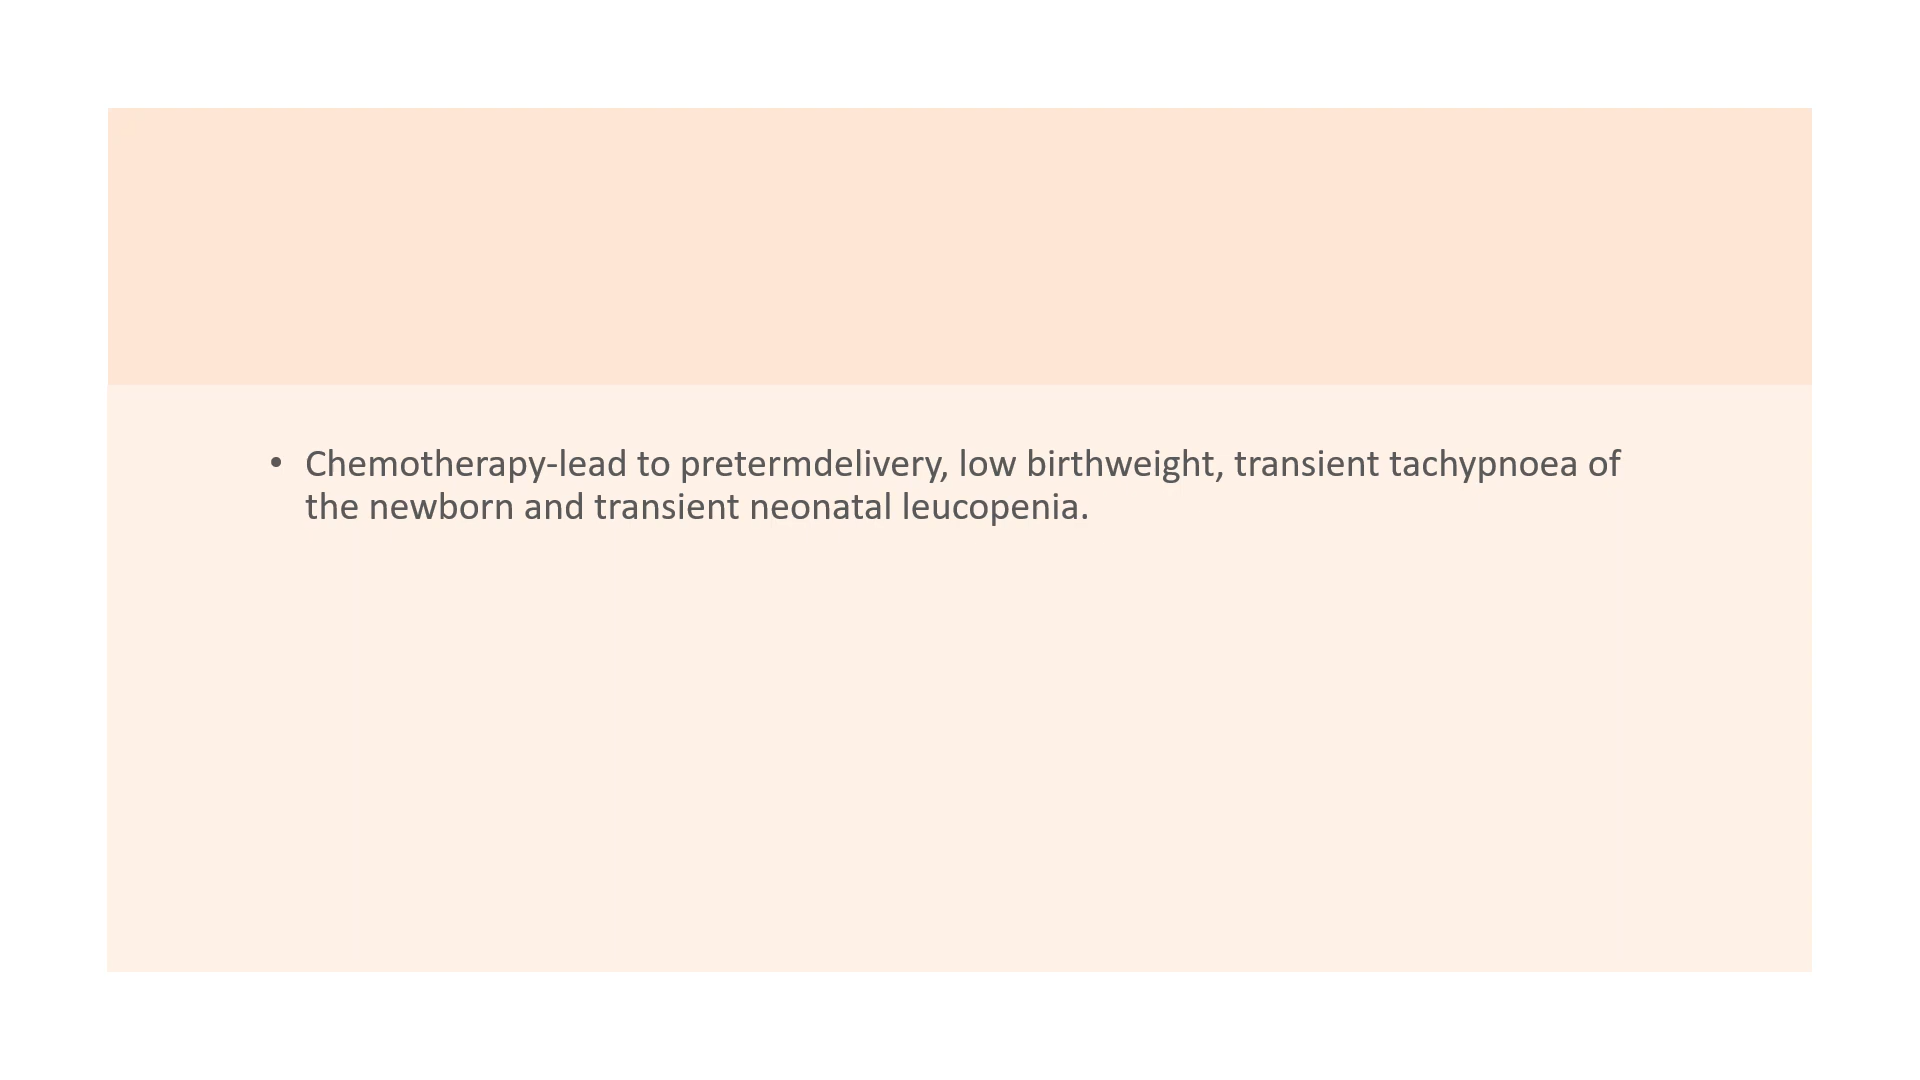 • Chemotherapy-lead to pretermdelivery, low birthweight, transient tachypnoea of
the newborn and transient neonatal leucopenia.